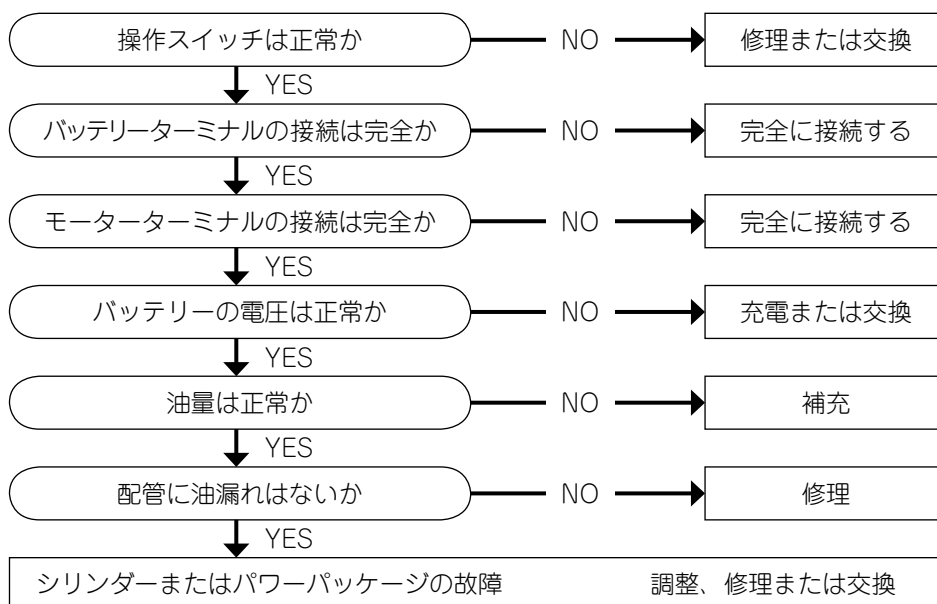 操作スイッチは正常か NO 修理または交換
YES
バッテリーターミナルの接続は完全か NO 完全に接続する
YES
モーターターミナルの接続は完全か NO 完全に接続する
YES
バッテリーの電圧は正常か NO 充電または交換
YES
油量は正常か NO 補充
YES
配管に油漏れはないか NO 修理
YES
シリンダーまたはパワーパッケージの故障 調整、修理または交換